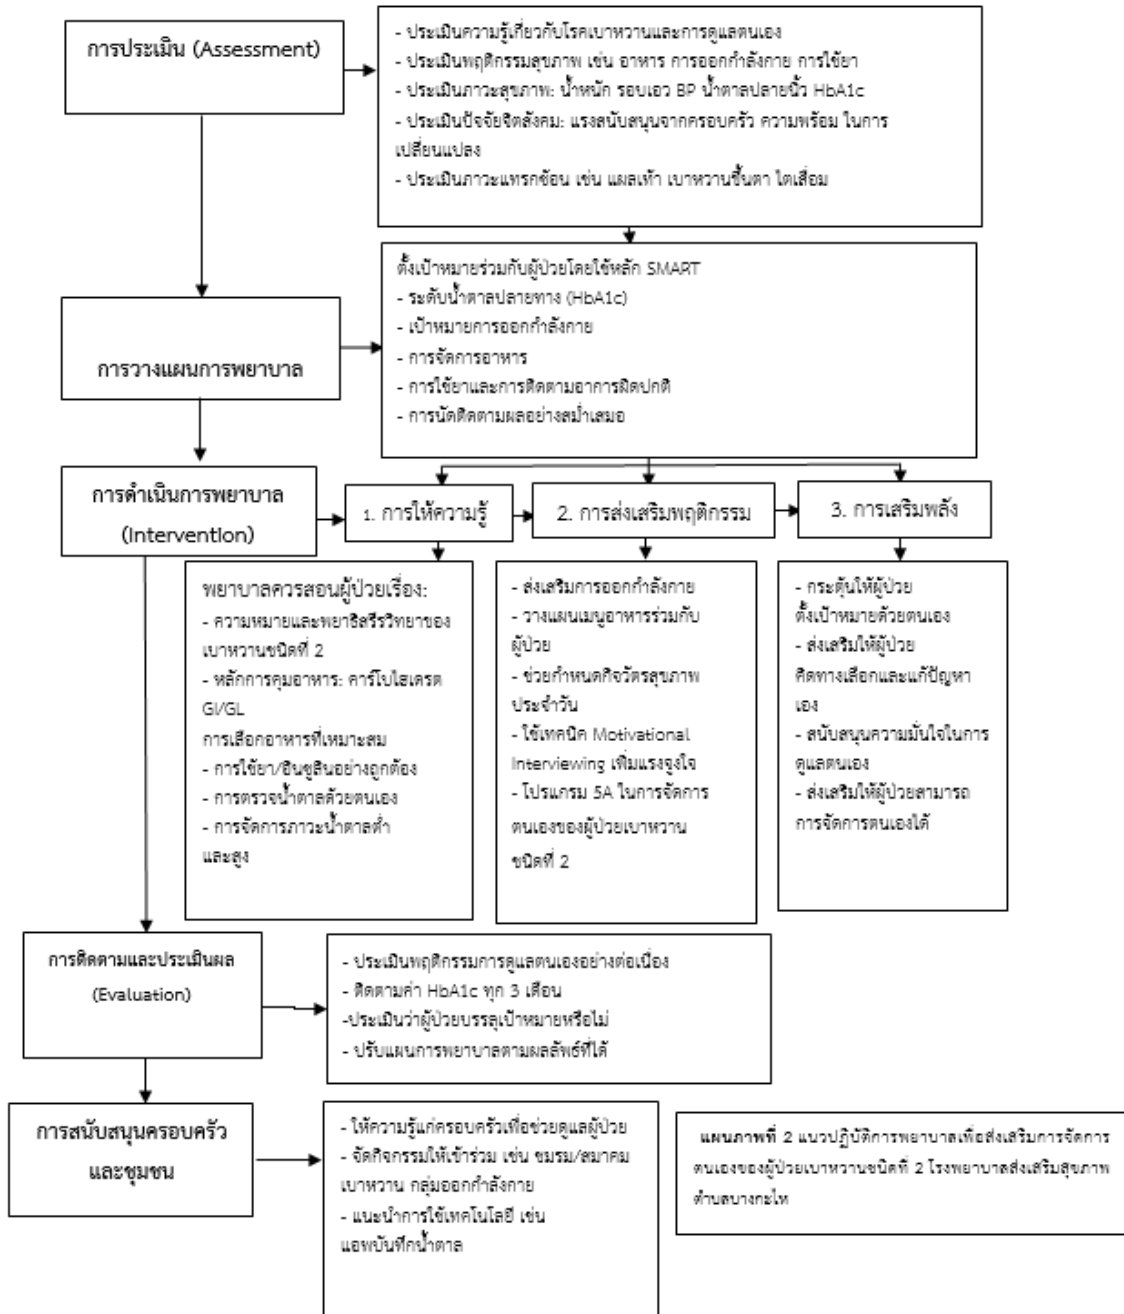 การประเมิน (Assessment)
- ประเมินความรู้เกี่ยวกับโรคเบาหวานและการดูแลตนเอง
- ประเมินพฤติกรรมสุขภาพ เช่น อาหาร การออกกำลังกาย การใช้ยา
- ประเมินภาวะสุขภาพ: น้ำหนัก รอบเอว BP น้ำตาลปลายนิ้ว HbA1c
- ประเมินปัจจัยจิตสังคม: แรงสนับสนุนจากครอบครัว ความพร้อม ในการ
เปลี่ยนแปลง
- ประเมินภาวะแทรกซ้อน เช่น แผลเท้า เบาหวานขึ้นตา ไตเสื่อม
การวางแผนการพยาบาล
ตั้งเป้าหมายร่วมกับผู้ป่วยโดยใช้หลัก SMART
- ระดับน้ำตาลปลายทาง (HbA1c)
- เป้าหมายการออกกำลังกาย
- การจัดการอาหาร
- การใช้ยาและการติดตามอาการผิดปกติ
- การนัดติดตามผลอย่างสม่ำเสมอ
การดำเนินการพยาบาล
(Intervention)
1. การให้ความรู้
2. การส่งเสริมพฤติกรรม
3. การเสริมพลัง
พยาบาลควรสอนผู้ป่วยเรื่อง:
- ความหมายและพยาธิสรีรวิทยาของ
เบาหวานชนิดที่ 2
- หลักการคุมอาหาร: คาร์โบไฮเดรต
GI/GL
การเลือกอาหารที่เหมาะสม
- การใช้ยา/อินซูลินอย่างถูกต้อง
- การตรวจน้ำตาลด้วยตนเอง
- การจัดการภาวะน้ำตาลต่ำ
และสูง
- ส่งเสริมการออกกำลังกาย
- วางแผนเมนูอาหารร่วมกับ
ผู้ป่วย
- ช่วยกำหนดกิจวัตรสุขภาพ
ประจำวัน
- ใช้เทคนิค Motivational
Interviewing เพิ่มแรงจูงใจ
- โปรแกรม 5A ในการจัดการ
ตนเองของผู้ป่วยเบาหวาน
ชนิดที่ 2
- กระตุ้นให้ผู้ป่วย
ตั้งเป้าหมายด้วยตนเอง
- ส่งเสริมให้ผู้ป่วย
คิดทางเลือกและแก้ปัญหา
เอง
- สนับสนุนความมั่นใจในการ
ดูแลตนเอง
- ส่งเสริมให้ผู้ป่วยสามารถ
การจัดการตนเองได้
การติดตามและประเมินผล
(Evaluation)
- ประเมินพฤติกรรมการดูแลตนเองอย่างต่อเนื่อง
- ติดตามค่า HbA1c ทุก 3 เดือน
-ประเมินว่าผู้ป่วยบรรลุเป้าหมายหรือไม่
- ปรับแผนการพยาบาลตามผลลัพธ์ที่ได้
การสนับสนุนครอบครัว
และชุมชน
- ให้ความรู้แก่ครอบครัวเพื่อช่วยดูแลผู้ป่วย
- จัดกิจกรรมให้เข้าร่วม เช่น ชมรม/สมาคม
เบาหวาน กลุ่มออกกำลังกาย
- แนะนำการใช้เทคโนโลยี เช่น
แอพบันทึกน้ำตาล
แผนภาพที่ 2 แนวปฏิบัติการพยาบาลเพื่อส่งเสริมการจัดการ
ตนเองของผู้ป่วยเบาหวานชนิดที่ 2 โรงพยาบาลส่งเสริมสุขภาพ
ตำบลบางกะไห